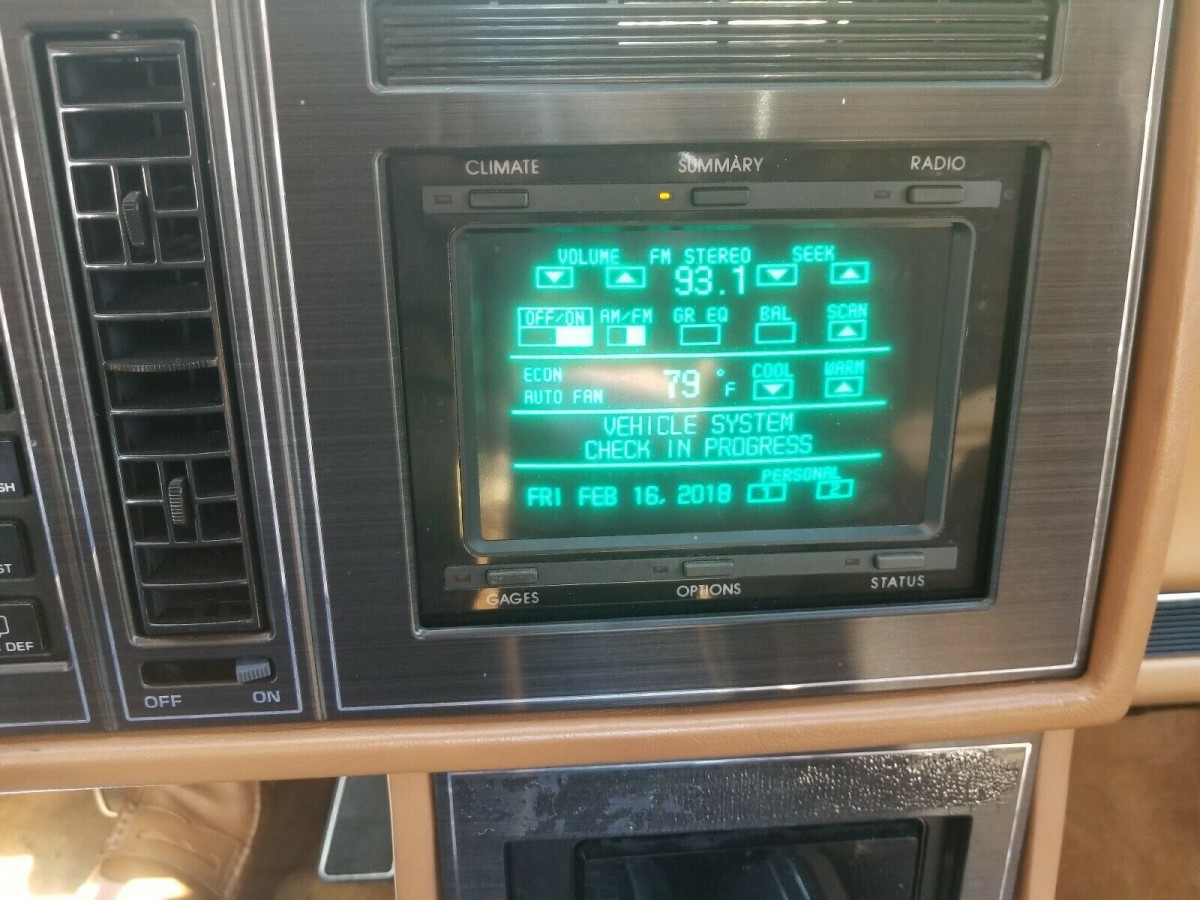 CLIMATE SUMMARY RADIO
VOLUME FM STEREO SEEK
93.1
OFF/ON AM/FM GR EQ BAL SCAN
ECON 79 °F COOL WARM
AUTO FAN
VEHICLE SYSTEM
CHECK IN PROGRESS
PERSONAL
FRI FEB 16, 2018 1 2
GAGES OPTIONS STATUS
OFF ON
DEF